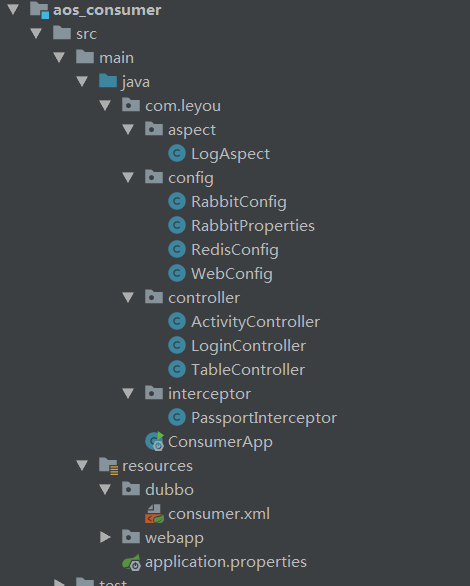 aos_consumer
src
main
java
com.leyou
aspect
LogAspect
config
RabbitConfig
RabbitProperties
RedisConfig
WebConfig
controller
ActivityController
LoginController
TableController
interceptor
PassportInterceptor
ConsumerApp
resources
dubbo
consumer.xml
webapp
application.properties
test